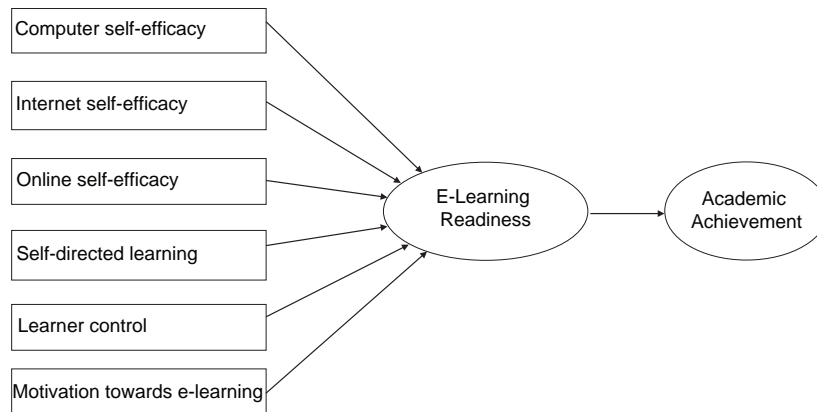 Computer self-efficacy
Internet self-efficacy
Online self-efficacy
Self-directed learning
Learner control
Motivation towards e-learning
E-Learning
Readiness
Academic
Achievement